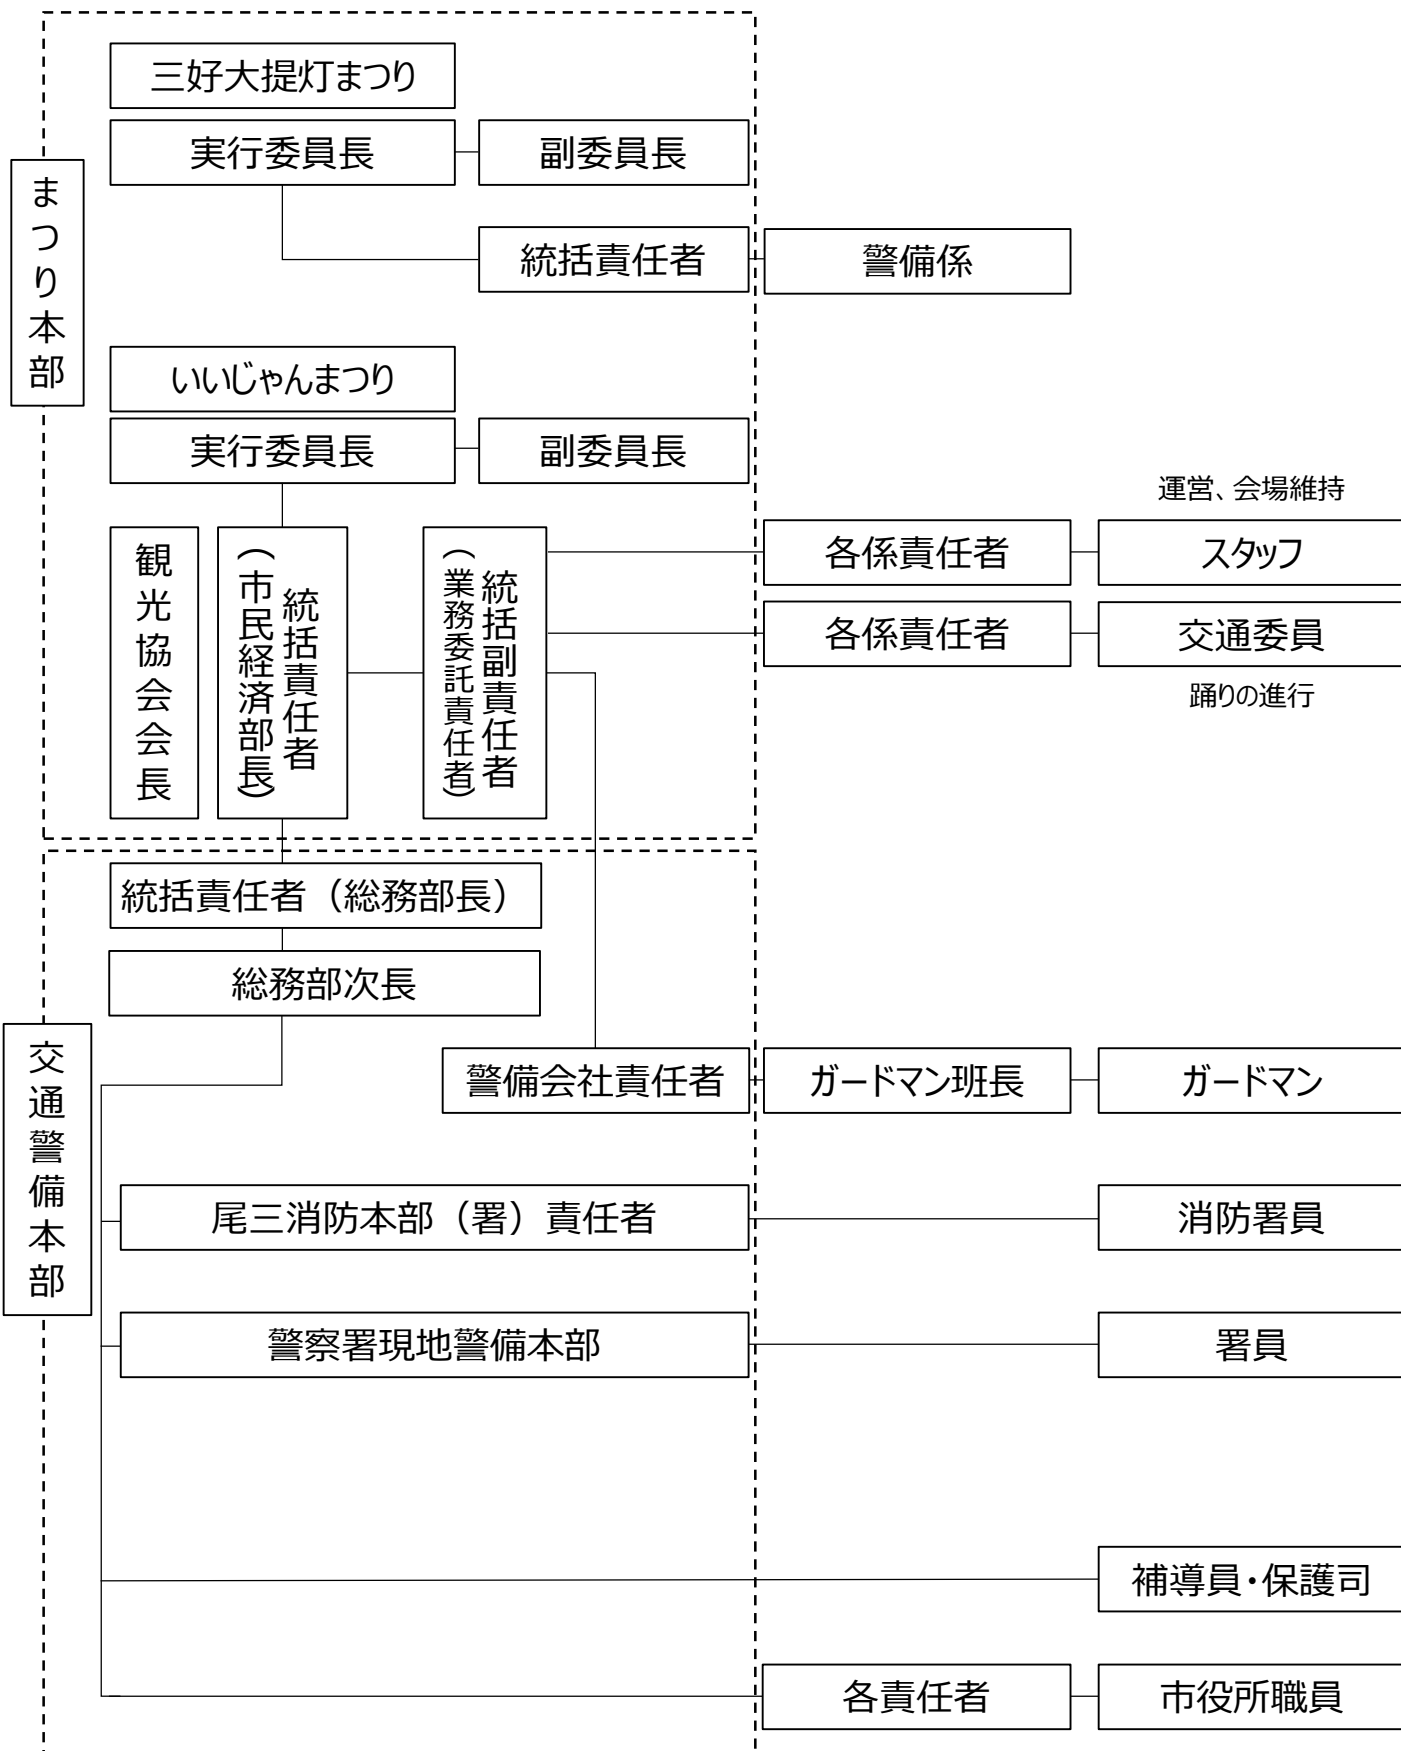 まつり本部
三好大提灯まつり
実行委員長
副委員長
統括責任者
警備係
いいじゃんまつり
実行委員長
副委員長
観光協会会長
統括責任者
（市民経済部長）
統括副責任者
（業務委託責任者）
運営、会場維持
各係責任者
スタッフ
各係責任者
交通委員
踊りの進行
交通警備本部
統括責任者（総務部長）
総務部次長
警備会社責任者
ガードマン班長
ガードマン
尾三消防本部（署）責任者
消防署員
警察署現地警備本部
署員
補導員・保護司
各責任者
市役所職員